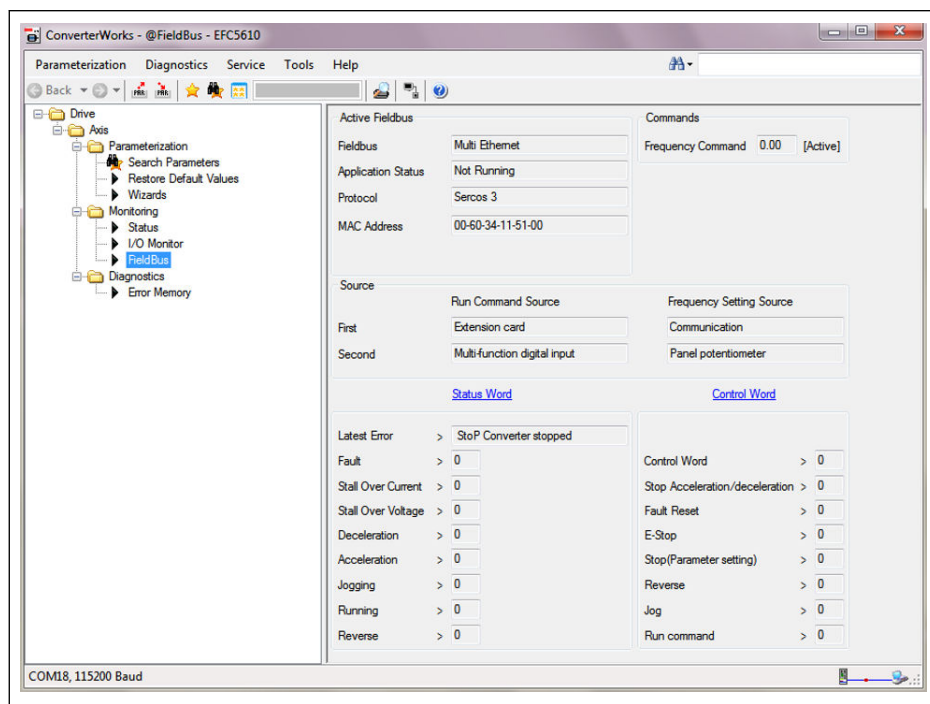 ConverterWorks - @FieldBus - EFC5610
Parameterization Diagnostics Service Tools Help
Back
Drive
Axis
Parameterization
Search Parameters
Restore Default Values
Wizards
Monitoring
Status
I/O Monitor
FieldBus
Diagnostics
Error Memory
Active Fieldbus
Fieldbus Multi Ethernet
Application Status Not Running
Protocol Sercos 3
MAC Address 00-60-34-11-51-00
Commands
Frequency Command 0.00 [Active]
Source
Run Command Source Frequency Setting Source
First Extension card Communication
Second Multi-function digital input Panel potentiometer
Status Word Control Word
Latest Error > StoP Converter stopped
Fault > 0
Stall Over Current > 0
Stall Over Voltage > 0
Deceleration > 0
Acceleration > 0
Jogging > 0
Running > 0
Reverse > 0
Control Word > 0
Stop Acceleration/deceleration > 0
Fault Reset > 0
E-Stop > 0
Stop(Parameter setting) > 0
Reverse > 0
Jog > 0
Run command > 0
COM18, 115200 Baud